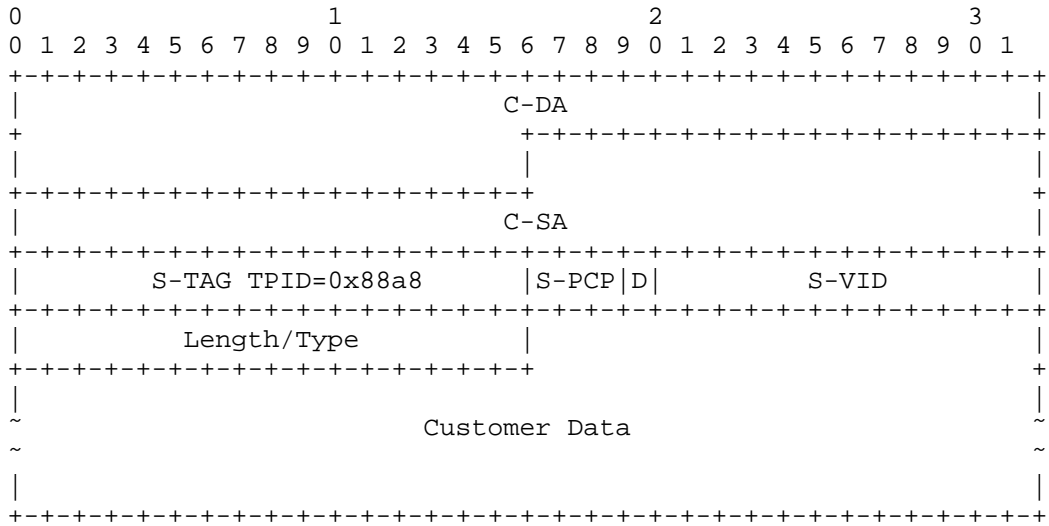 0                   1                   2                   3
0 1 2 3 4 5 6 7 8 9 0 1 2 3 4 5 6 7 8 9 0 1 2 3 4 5 6 7 8 9 0 1
+-+-+-+-+-+-+-+-+-+-+-+-+-+-+-+-+-+-+-+-+-+-+-+-+-+-+-+-+-+-+-+-+
|                              C-DA                             |
+                               +-+-+-+-+-+-+-+-+-+-+-+-+-+-+-+-+
|                               |                               |
+-+-+-+-+-+-+-+-+-+-+-+-+-+-+-+-+                               +
|                              C-SA                             |
+-+-+-+-+-+-+-+-+-+-+-+-+-+-+-+-+-+-+-+-+-+-+-+-+-+-+-+-+-+-+-+-+
|        S-TAG TPID=0x88a8      |S-PCP|D|         S-VID         |
+-+-+-+-+-+-+-+-+-+-+-+-+-+-+-+-+-+-+-+-+-+-+-+-+-+-+-+-+-+-+-+-+
|          Length/Type          |                               |
+-+-+-+-+-+-+-+-+-+-+-+-+-+-+-+-+                               +
|                                                               |
~                         Customer Data                         ~
~                                                               ~
|                                                               |
+-+-+-+-+-+-+-+-+-+-+-+-+-+-+-+-+-+-+-+-+-+-+-+-+-+-+-+-+-+-+-+-+